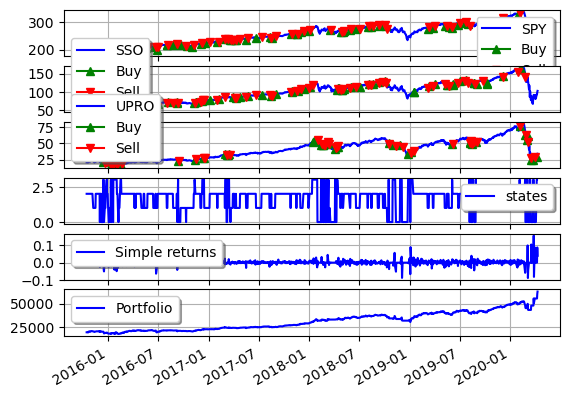 300
200
SPY
Buy
Sell
150
100
50
SSO
Buy
Sell
75
50
25
UPRO
Buy
Sell
2.5
0.0
states
0.1
0.0
−0.1
Simple returns
50000
25000
Portfolio
2016-01
2016-07
2017-01
2017-07
2018-01
2018-07
2019-01
2019-07
2020-01